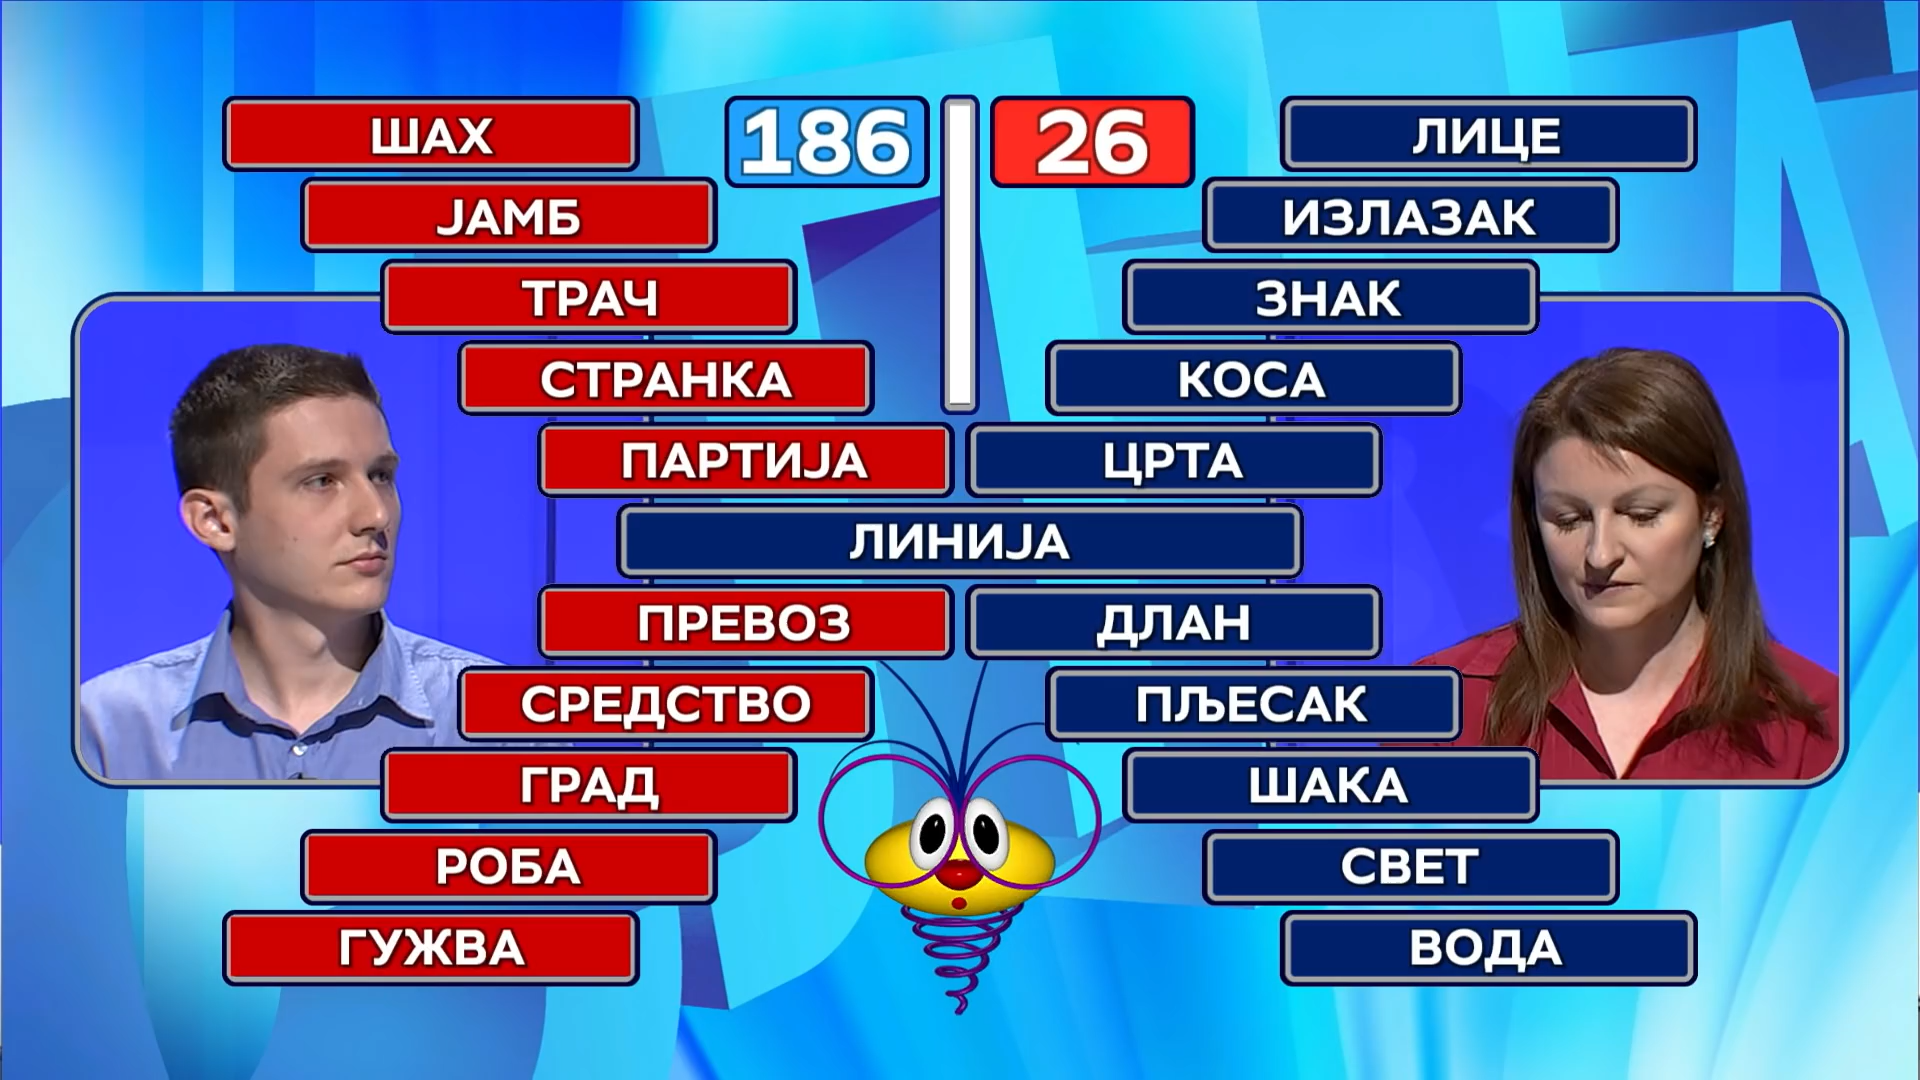 ШАХ 186 26 ЛИЦЕ
ЈАМБ ИЗЛАЗАК
ТРАЧ ЗНАК
СТРАНКА КОСА
ПАРТИЈА ЦРТА
ЛИНИЈА
ПРЕВОЗ ДЛАН
СРЕДСТВО ПЉЕСАК
ГРАД ШАКА
РОБА СВЕТ
ГУЖВА ВОДА